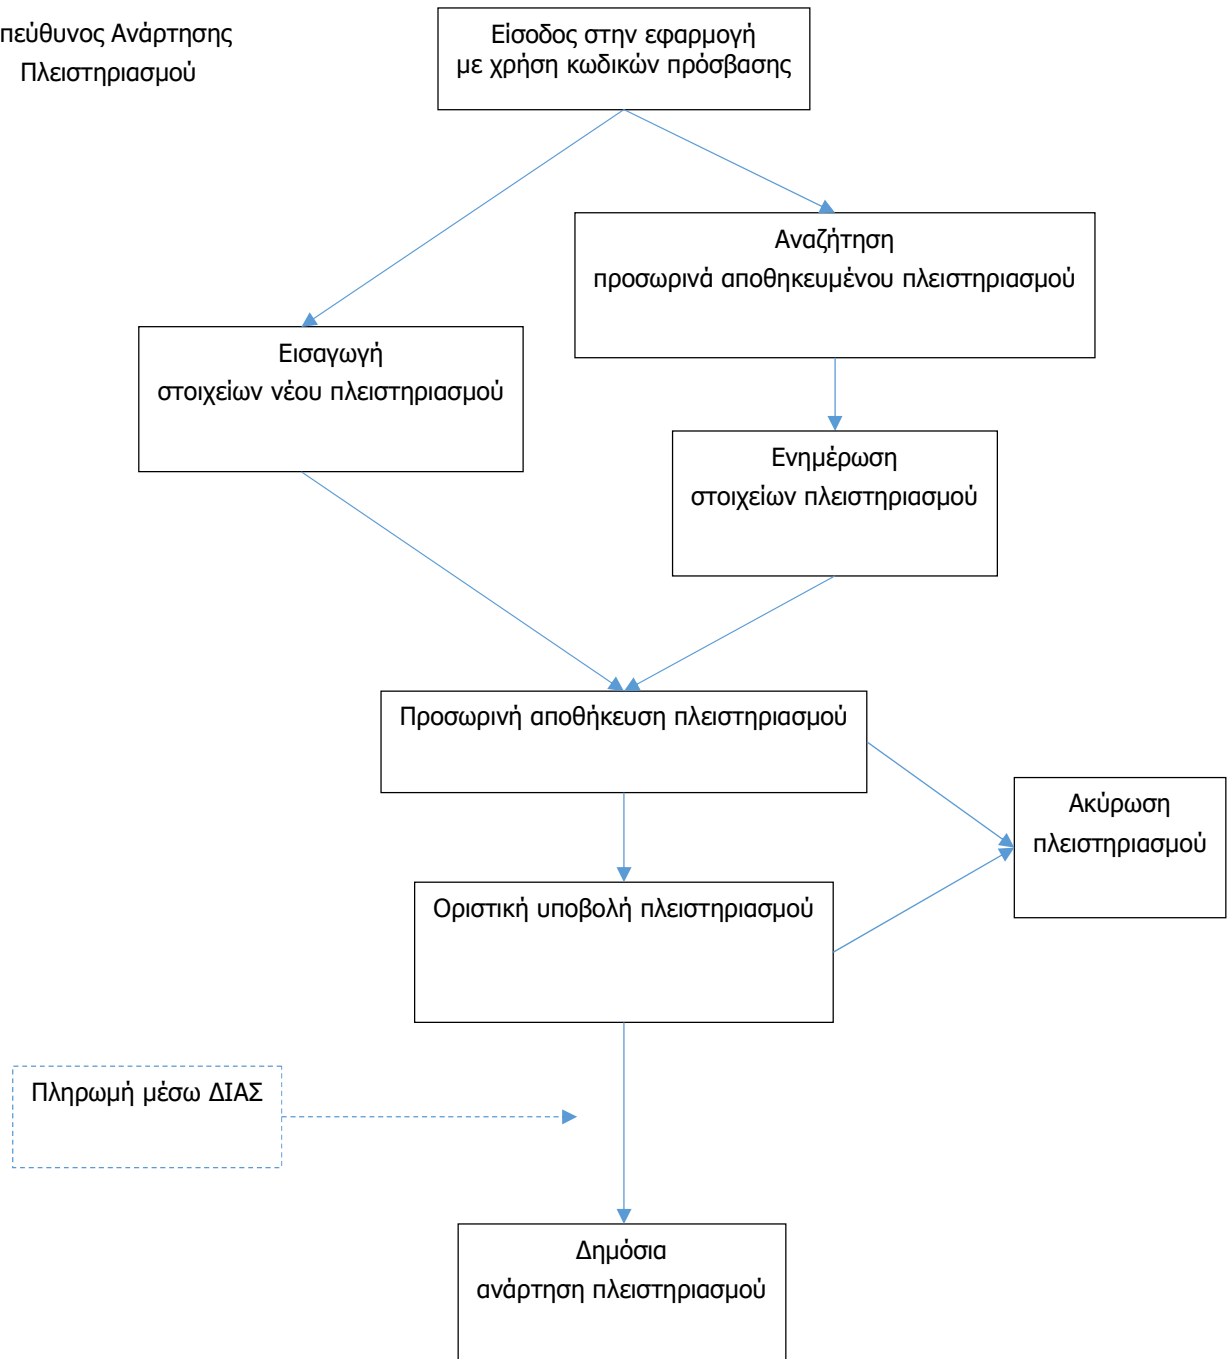 πεύθυνος Ανάρτησης
Πλειστηριασμού
Είσοδος στην εφαρμογή
με χρήση κωδικών πρόσβασης
Αναζήτηση
προσωρινά αποθηκευμένου πλειστηριασμού
Εισαγωγή
στοιχείων νέου πλειστηριασμού
Ενημέρωση
στοιχείων πλειστηριασμού
Προσωρινή αποθήκευση πλειστηριασμού
Ακύρωση
πλειστηριασμού
Οριστική υποβολή πλειστηριασμού
Πληρωμή μέσω ΔΙΑΣ
Δημόσια
ανάρτηση πλειστηριασμού